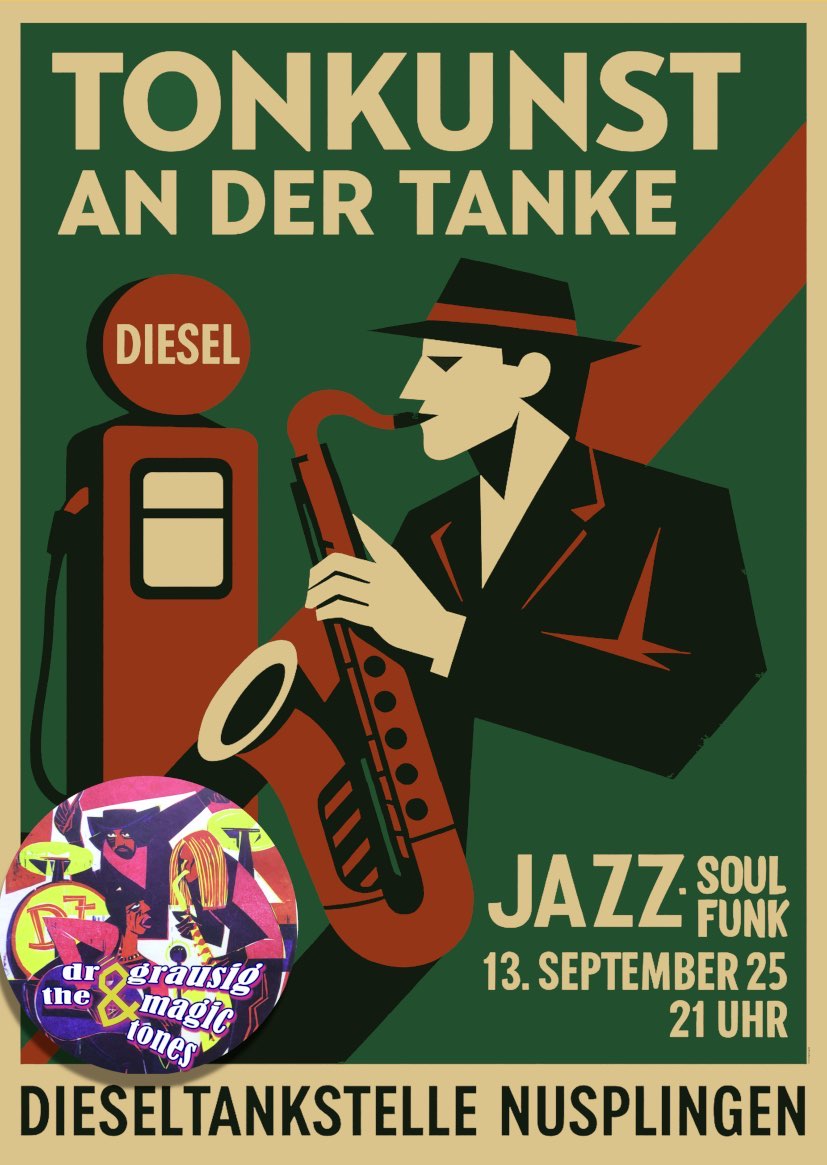 TONKUNST
AN DER TANKE
DIESEL
JAZZ. SOUL
FUNK
13. SEPTEMBER 25
21 UHR
dr grausig
the & magic
tones
DIESELTANKSTELLE NUSPLINGEN